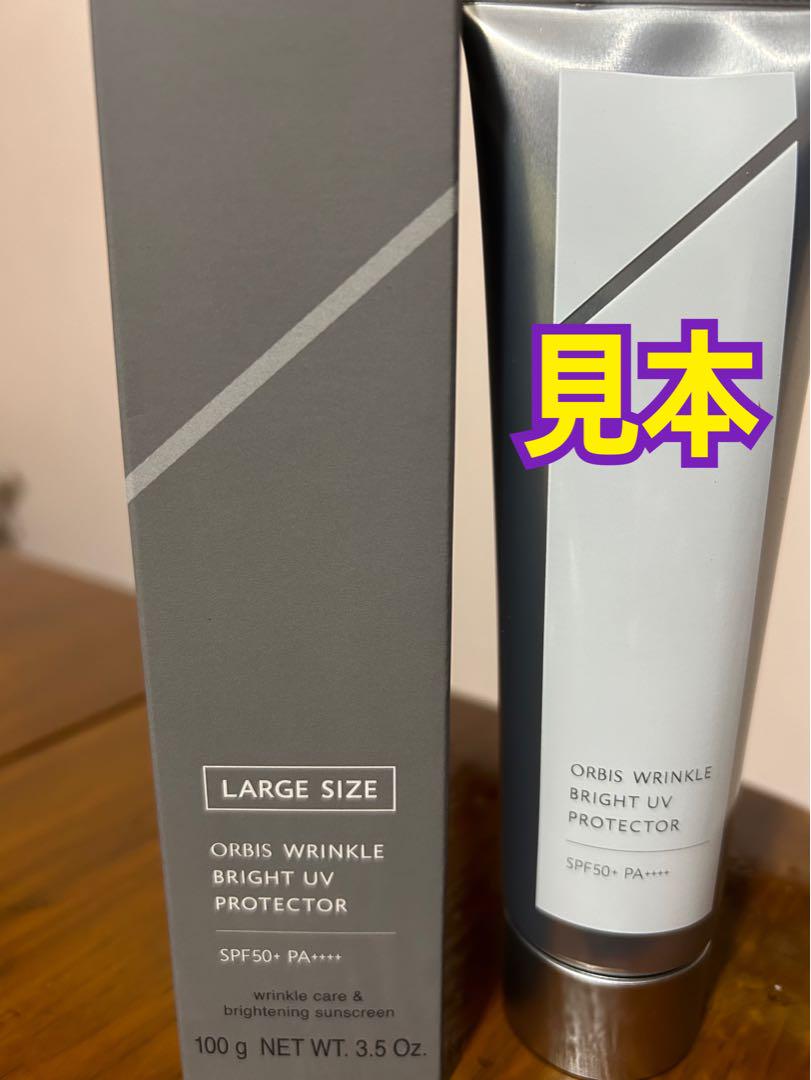 LARGE SIZE
ORBIS WRINKLE
BRIGHT UV
PROTECTOR
SPF50+ PA++++
wrinkle care &
brightening sunscreen
100 g NET WT. 3.5 Oz.
見本
ORBIS WRINKLE
BRIGHT UV
PROTECTOR
SPF50+ PA++++